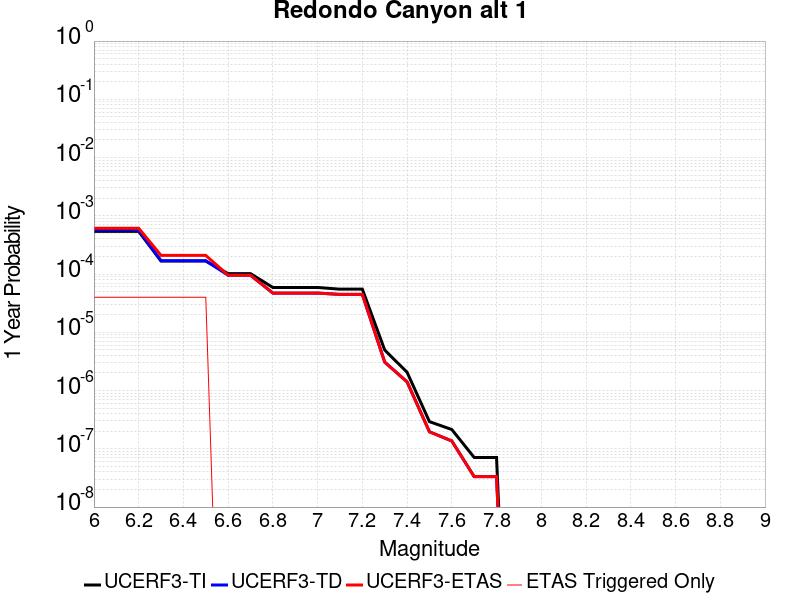 Redondo Canyon alt 1
10^0
10^-1
10^-2
10^-3
10^-4
10^-5
10^-6
10^-7
10^-8
1 Year Probability
6 6.2 6.4 6.6 6.8 7 7.2 7.4 7.6 7.8 8 8.2 8.4 8.6 8.8 9
Magnitude
UCERF3-TI UCERF3-TD UCERF3-ETAS ETAS Triggered Only